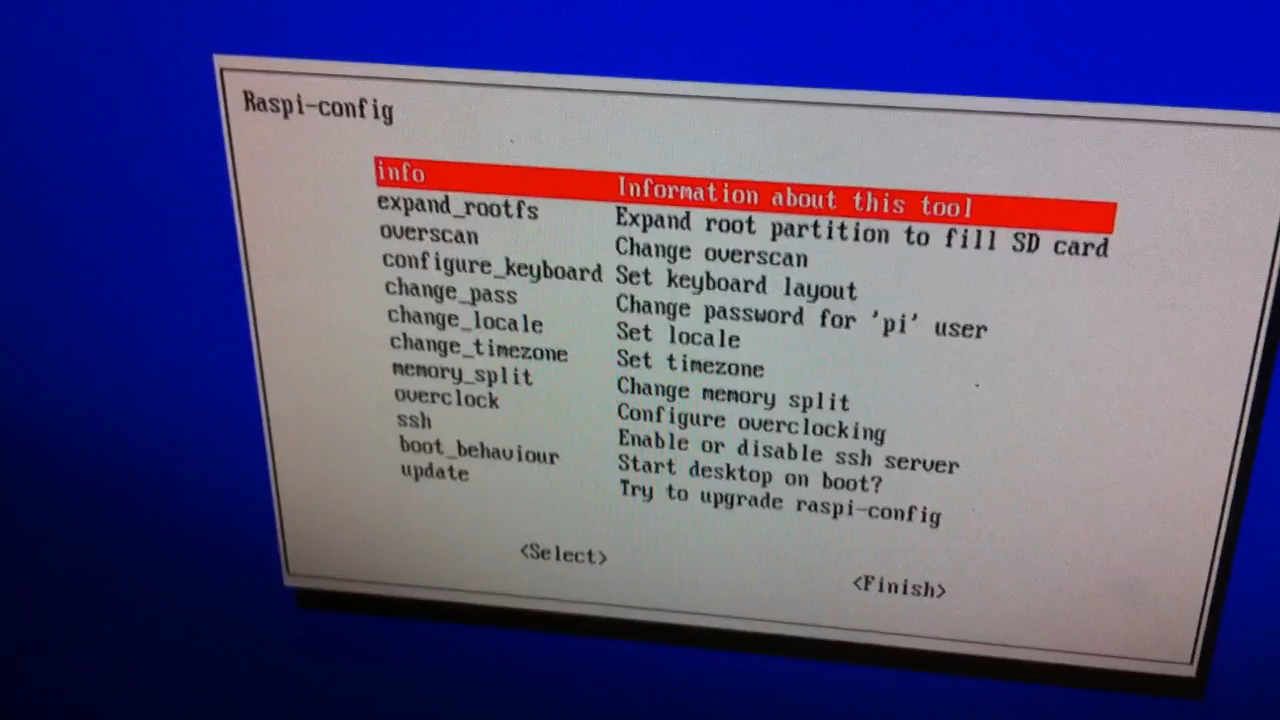 Raspi-config
info Information about this tool
expand_rootfs Expand root partition to fill SD card
overscan Change overscan
configure_keyboard Set keyboard layout
change_pass Change password for 'pi' user
change_locale Set locale
change_timezone Set timezone
memory_split Change memory split
overclock Configure overclocking
ssh Enable or disable ssh server
boot_behaviour Start desktop on boot?
update Try to upgrade raspi-config
<Select> <Finish>